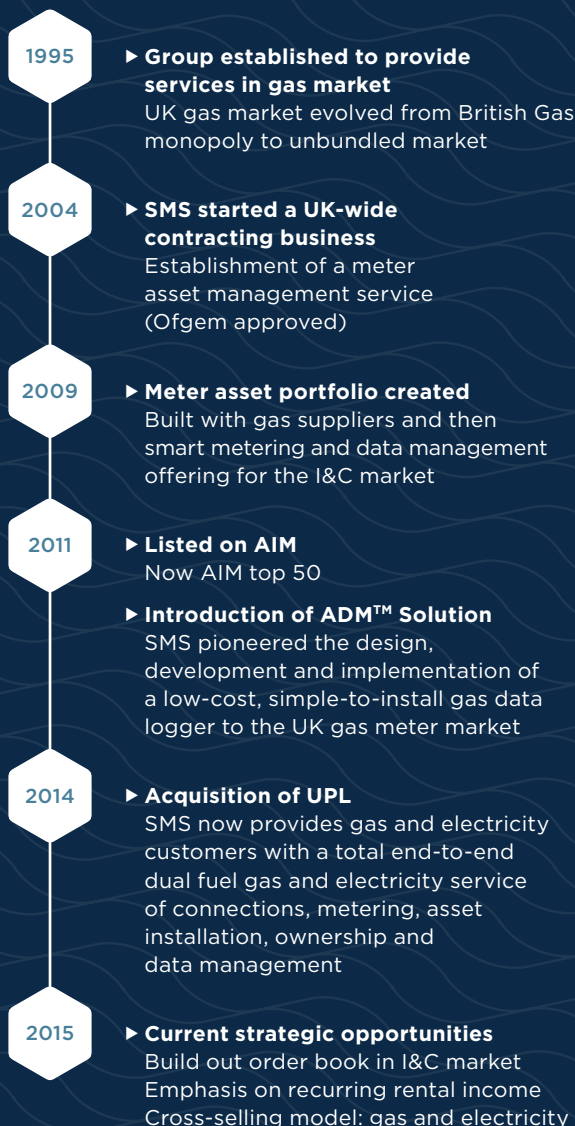 1995
▶ Group established to provide
services in gas market
UK gas market evolved from British Gas
monopoly to unbundled market
2004
▶ SMS started a UK-wide
contracting business
Establishment of a meter
asset management service
(Ofgem approved)
2009
▶ Meter asset portfolio created
Built with gas suppliers and then
smart metering and data management
offering for the I&C market
2011
▶ Listed on AIM
Now AIM top 50
▶ Introduction of ADM™ Solution
SMS pioneered the design,
development and implementation of
a low-cost, simple-to-install gas data
logger to the UK gas meter market
2014
▶ Acquisition of UPL
SMS now provides gas and electricity
customers with a total end-to-end
dual fuel gas and electricity service
of connections, metering, asset
installation, ownership and
data management
2015
▶ Current strategic opportunities
Build out order book in I&C market
Emphasis on recurring rental income
Cross-selling model: gas and electricity